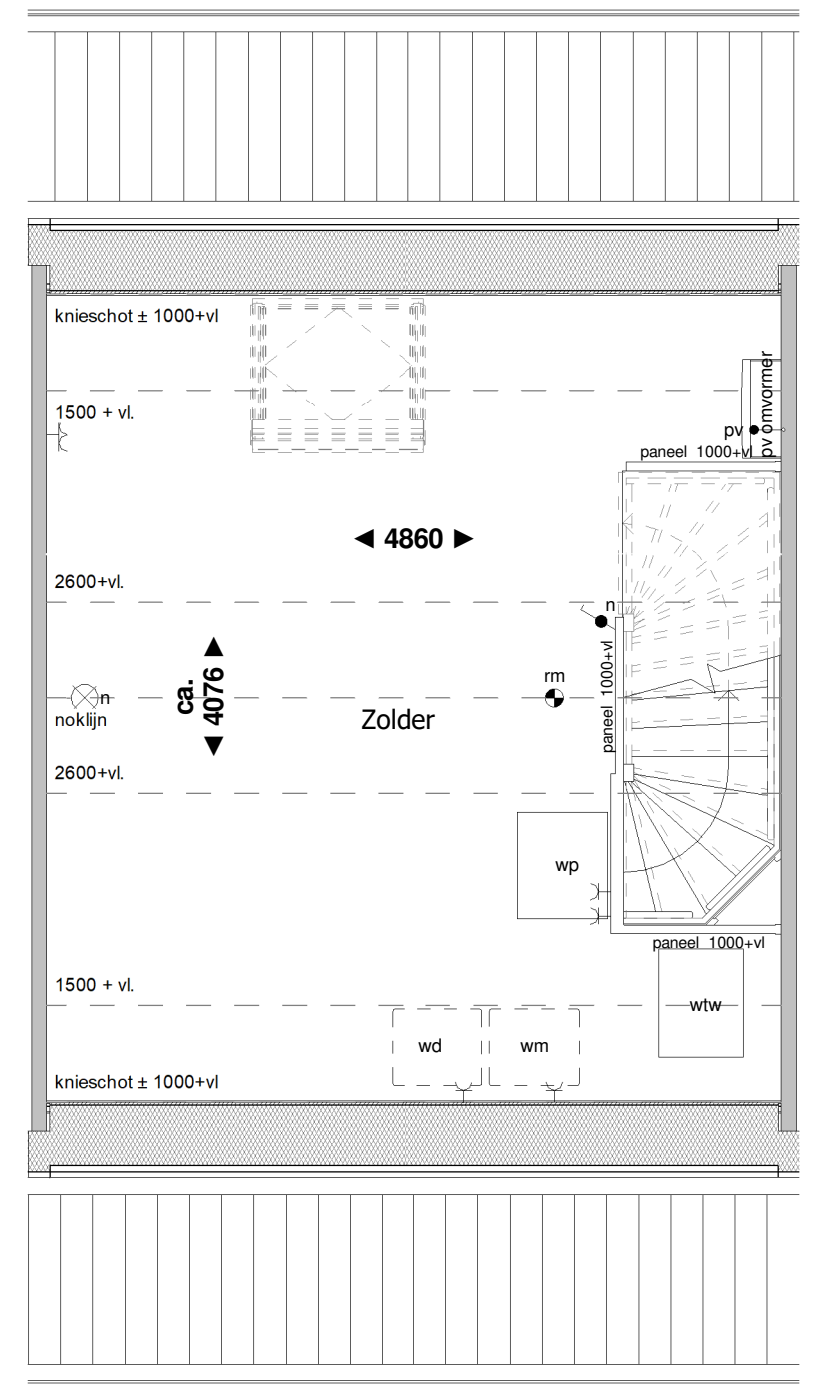 knieschot ± 1000+vl
pv omvormer
1500 + vl.
pv
paneel 1000+vl
4860
2600+vl.
n
paneel 1000+vl
rm
n
noklijn
ca.
4076
Zolder
2600+vl.
wp
paneel 1000+vl
1500 + vl.
wtw
wd
wm
knieschot ± 1000+vl